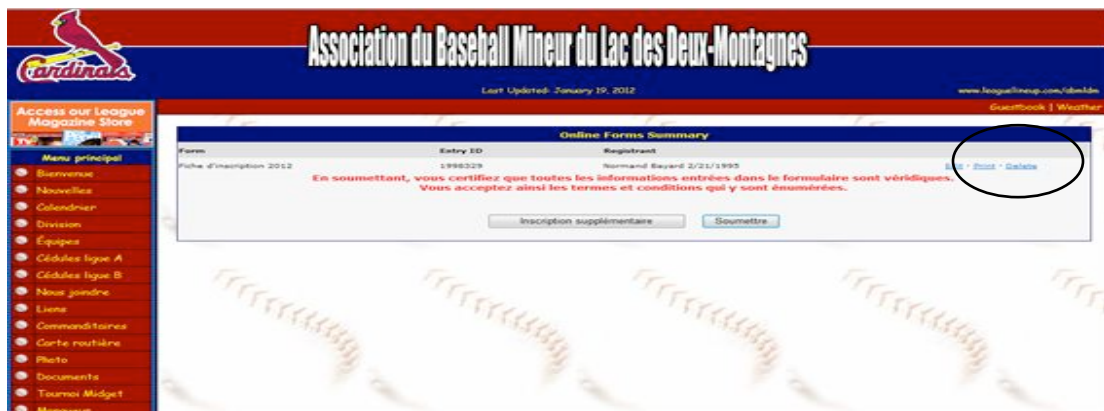 Cardinals
Association du Baseball Mineur du Lac des Deux-Montagnes
Last Updated: January 19, 2012
www.leaguelineup.com/abmldm
Guestbook | Weather
Access our League
Magazine Store
Menu principal
Bienvenue
Nouvelles
Calendrier
Division
Équipes
Cédules ligue A
Cédules ligue B
Nous joindre
Liens
Commanditaires
Carte routière
Photo
Documents
Tournoi Midget
Online Forms Summary
Form Entry ID Registrant
Fiche d'inscription 2012 1998329 Normand Bayard 2/21/1995 Edit · Print · Delete
En soumettant, vous certifiez que toutes les informations entrées dans le formulaire sont véridiques.
Vous acceptez ainsi les termes et conditions qui y sont énumérées.
Inscription supplémentaire Soumettre